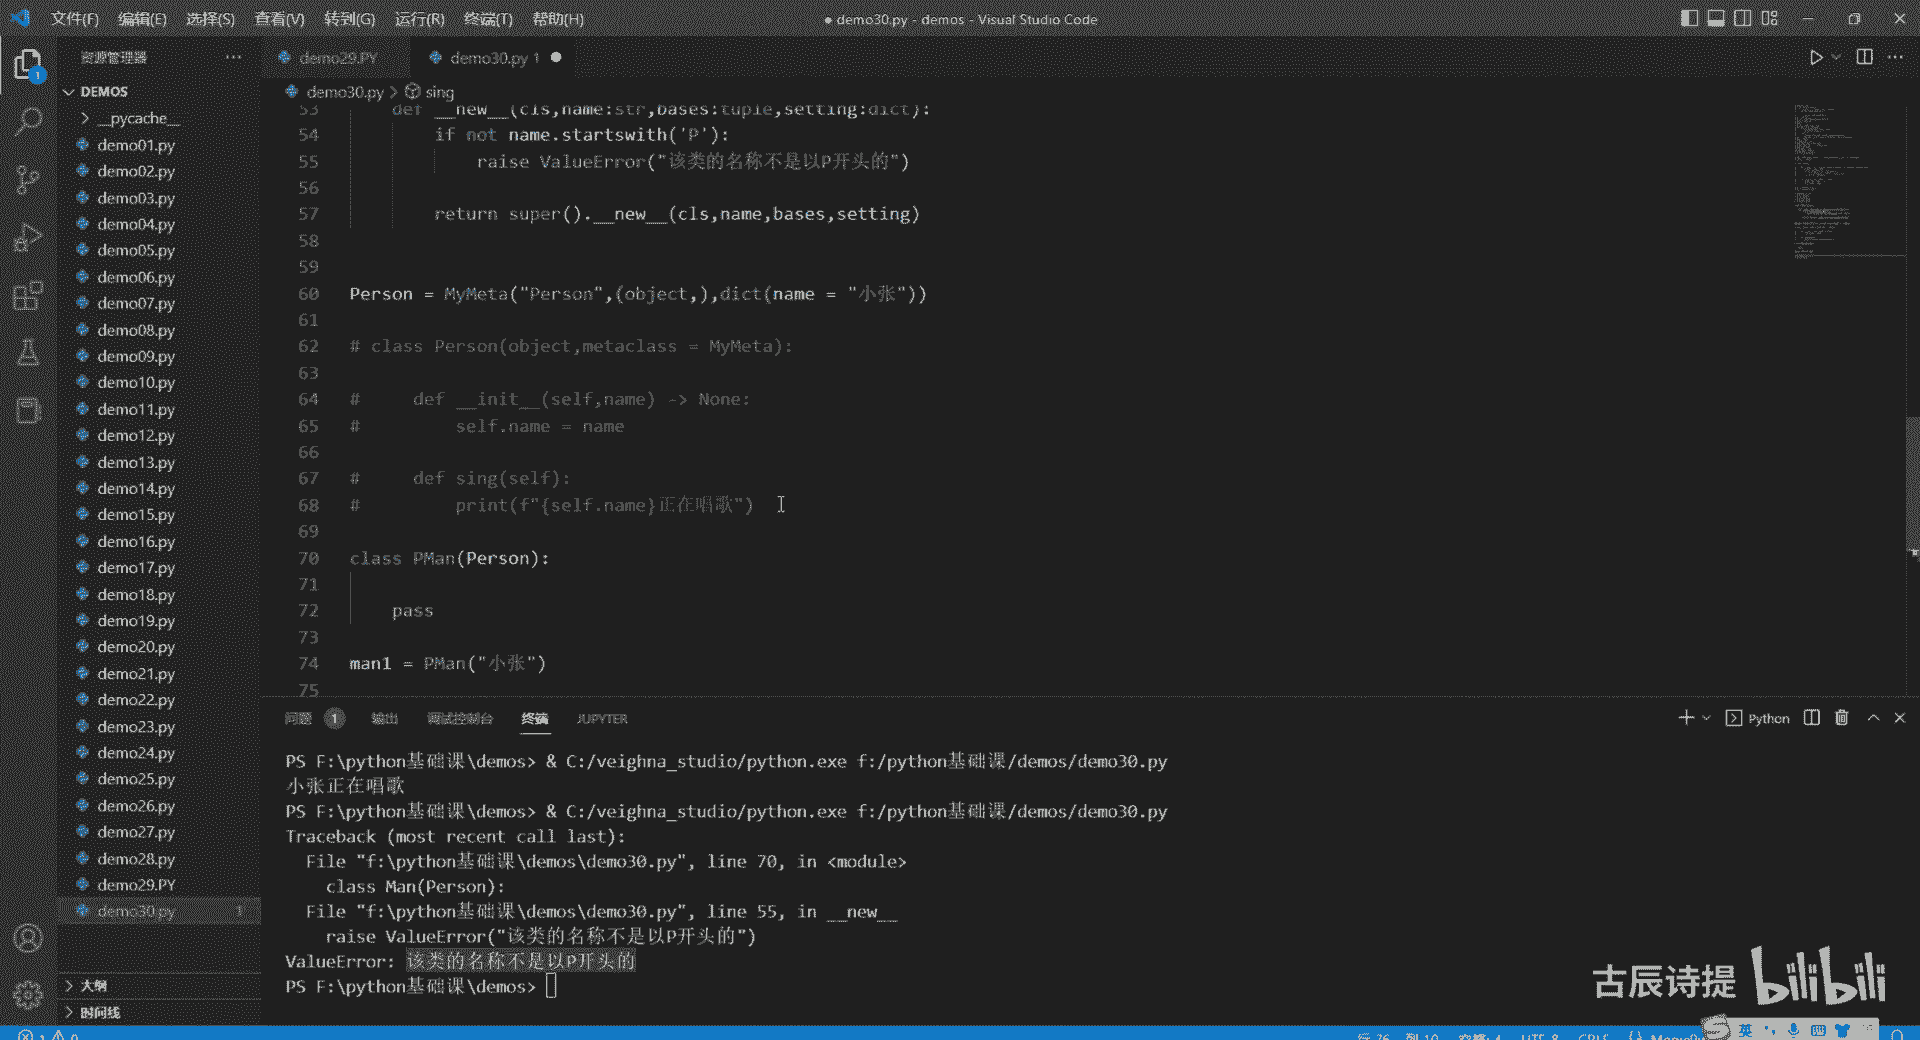 文件(F) 编辑(E) 选择(S) 查看(V) 转到(G) 运行(R) 终端(T) 帮助(H) ● demo30.py - demos - Visual Studio Code
资源管理器 ··· demo29.PY demo30.py 1 ●
1
DEMOS
demo30.py > sing
__pycache__
demo01.py
demo02.py
demo03.py
demo04.py
demo05.py
demo06.py
demo07.py
demo08.py
demo09.py
demo10.py
demo11.py
demo12.py
demo13.py
demo14.py
demo15.py
demo16.py
demo17.py
demo18.py
demo19.py
demo20.py
demo21.py
demo22.py
demo23.py
demo24.py
demo25.py
demo26.py
demo27.py
demo28.py
demo29.PY
demo30.py 1
大纲
时间线
53 def __new__(cls,name:str,bases:tuple,setting:dict):
54 if not name.startswith('P'):
55 raise ValueError("该类的名称不是以P开头的")
56
57 return super().__new__(cls,name,bases,setting)
58
59
60 Person = MyMeta("Person",(object,),dict(name = "小张"))
61
62 # class Person(object,metaclass = MyMeta):
63
64 # def __init__(self,name) -> None:
65 # self.name = name
66
67 # def sing(self):
68 # print(f"{self.name}正在唱歌")
69
70 class PMan(Person):
71
72 pass
73
74 man1 = PMan("小张")
75
问题 1 输出 调试控制台 终端 JUPYTER Python
PS F:\python基础课\demos> & C:/veighna_studio/python.exe f:/python基础课/demos/demo30.py
小张正在唱歌
PS F:\python基础课\demos> & C:/veighna_studio/python.exe f:/python基础课/demos/demo30.py
Traceback (most recent call last):
File "f:\python基础课\demos\demo30.py", line 70, in <module>
class Man(Person):
File "f:\python基础课\demos\demo30.py", line 55, in __new__
raise ValueError("该类的名称不是以P开头的")
ValueError: 该类的名称不是以P开头的
PS F:\python基础课\demos>
古辰诗提 bilibili
英